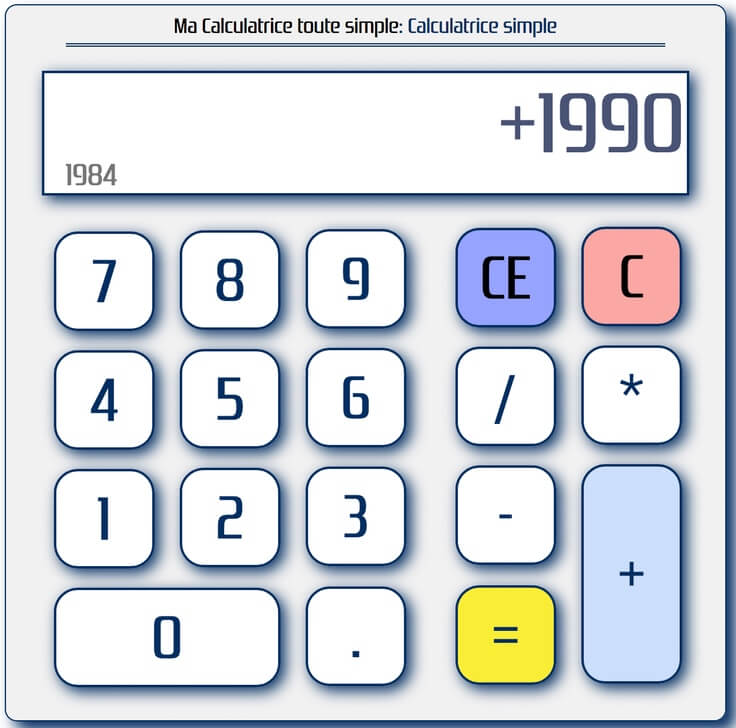 Ma Calculatrice toute simple: Calculatrice simple
+1990
1984
7 8 9 CE C
4 5 6 / *
1 2 3 -
+
0 . =